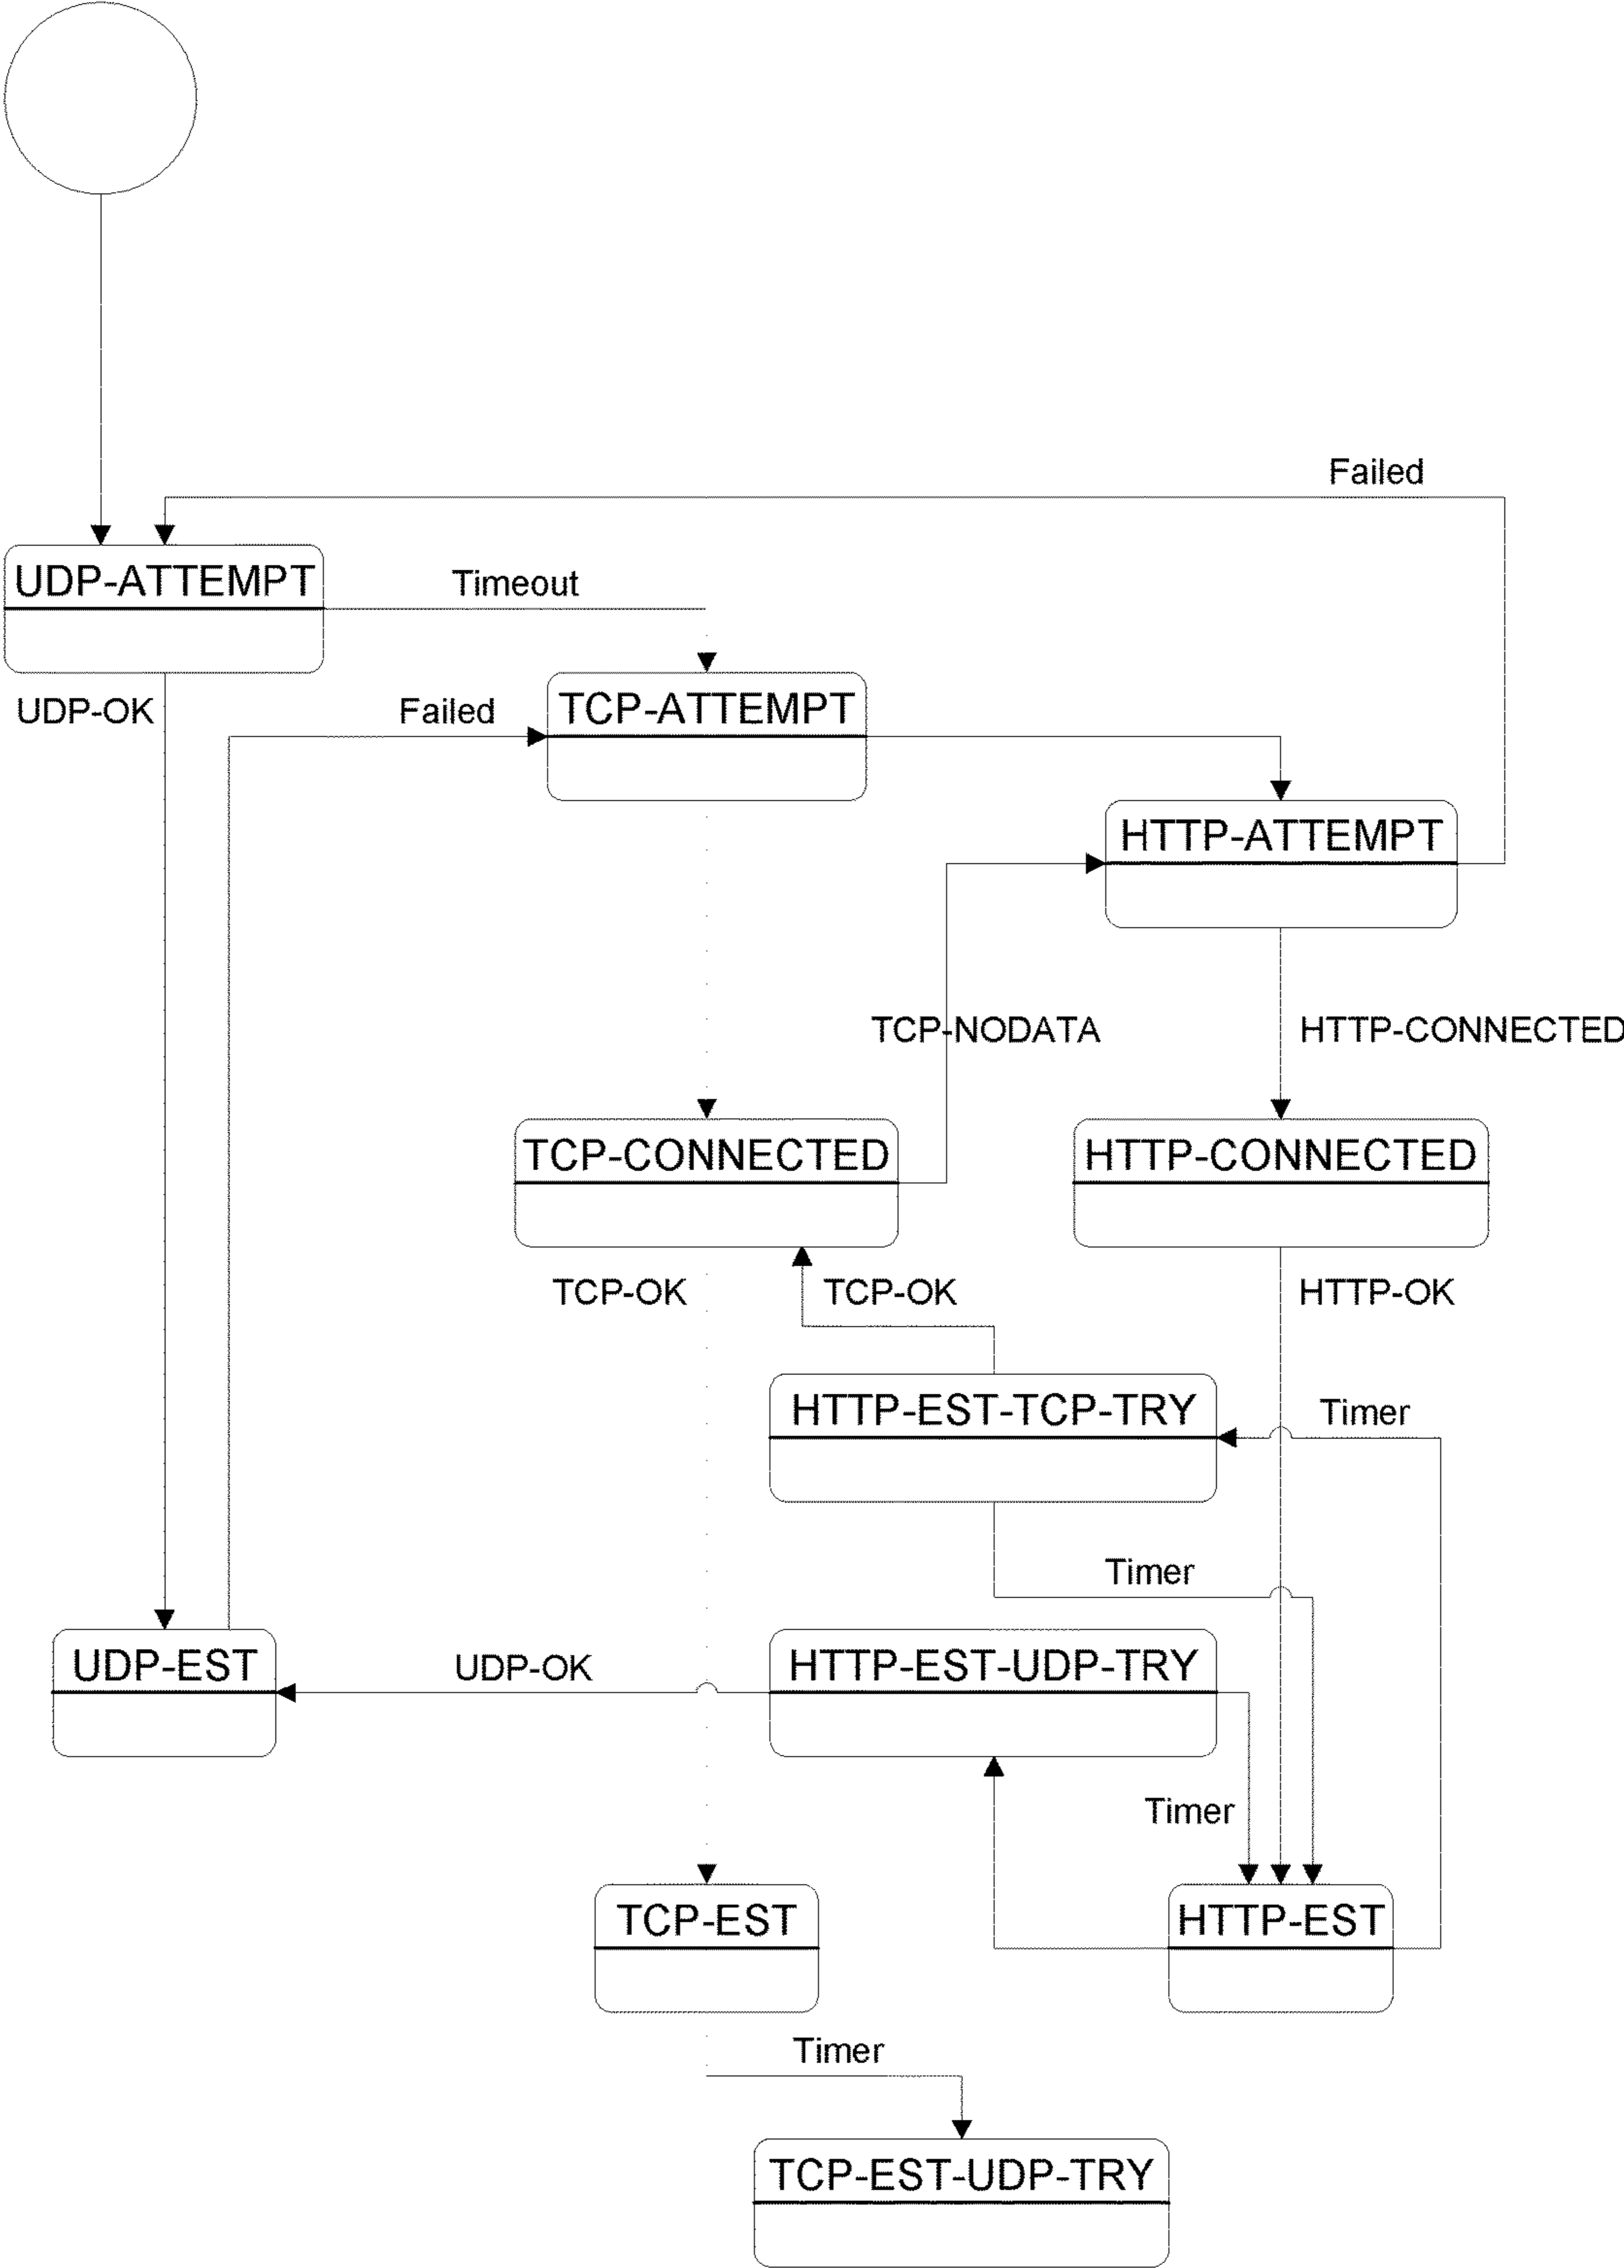 Failed
UDP-ATTEMPT
Timeout
UDP-OK
Failed
TCP-ATTEMPT
HTTP-ATTEMPT
TCP-NODATA
HTTP-CONNECTED
TCP-CONNECTED
HTTP-CONNECTED
TCP-OK
TCP-OK
HTTP-OK
HTTP-EST-TCP-TRY
Timer
Timer
UDP-EST
UDP-OK
HTTP-EST-UDP-TRY
Timer
TCP-EST
HTTP-EST
Timer
TCP-EST-UDP-TRY